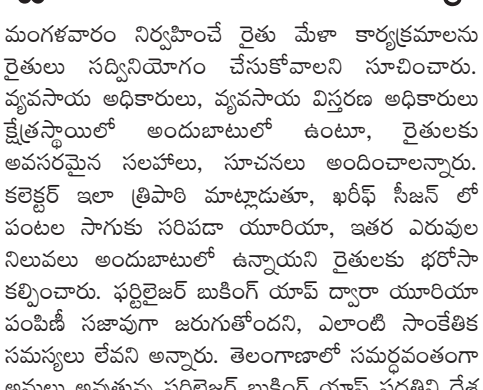 మంగళవారం నిర్వహించే రైతు మేళా కార్యక్రమాలను
రైతులు సద్వినియోగం చేసుకోవాలని సూచించారు.
వ్యవసాయ అధికారులు, వ్యవసాయ విస్తరణ అధికారులు
క్షేత్రస్థాయిలో అందుబాటులో ఉంటూ, రైతులకు
అవసరమైన సలహాలు, సూచనలు అందించాలన్నారు.
కలెక్టర్ ఇలా త్రిపాఠి మాట్లాడుతూ, ఖరీఫ్ సీజన్ లో
పంటల సాగుకు సరిపడా యూరియా, ఇతర ఎరువుల
నిలువలు అందుబాటులో ఉన్నాయని రైతులకు భరోసా
కల్పించారు. ఫర్టిలైజర్ బుకింగ్ యాప్ ద్వారా యూరియా
పంపిణీ సజావుగా జరుగుతోందని, ఎలాంటి సాంకేతిక
సమస్యలు లేవని అన్నారు. తెలంగాణాలో సమర్ధవంతంగా